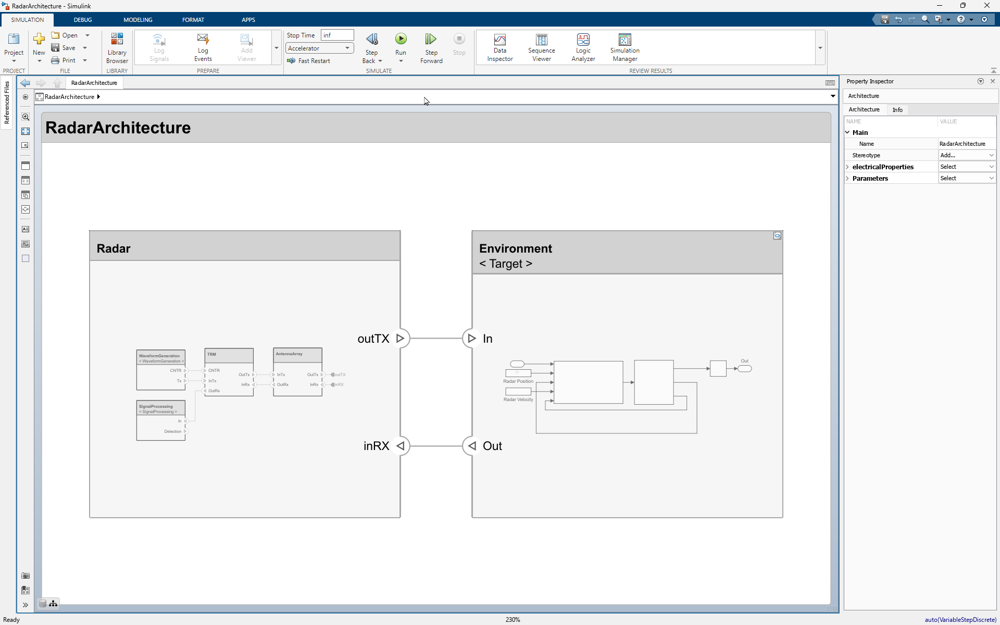 RadarArchitecture - Simulink
SIMULATION
DEBUG
MODELING
FORMAT
APPS
Project
New
Open
Save
Print
Library
Browser
Log
Signals
Log
Events
Add
Viewer
Stop Time
inf
Accelerator
Fast Restart
Step
Back
Run
Step
Forward
Stop
Data
Inspector
Sequence
Viewer
Logic
Analyzer
Simulation
Manager
PROJECT
FILE
LIBRARY
PREPARE
SIMULATE
REVIEW RESULTS
Referenced Files
RadarArchitecture
RadarArchitecture
RadarArchitecture
Radar
outTX
inRX
WaveformGeneration
< WaveformGeneration >
CNTR
Tx
SignalProcessing
< SignalProcessing >
In
Detection
TRM
CNTR
InTx
OutRx
OutTx
InRx
AntennaArray
InTx
OutRx
OutTx
InRx
outTX
inRX
Environment
< Target >
In
Out
In
Radar Position
Radar Velocity
Out
Property Inspector
Architecture
Architecture
Info
NAME VALUE
Main
Name RadarArchitecture
Stereotype Add...
electricalProperties Select
Parameters Select
Ready
230%
auto(VariableStepDiscrete)